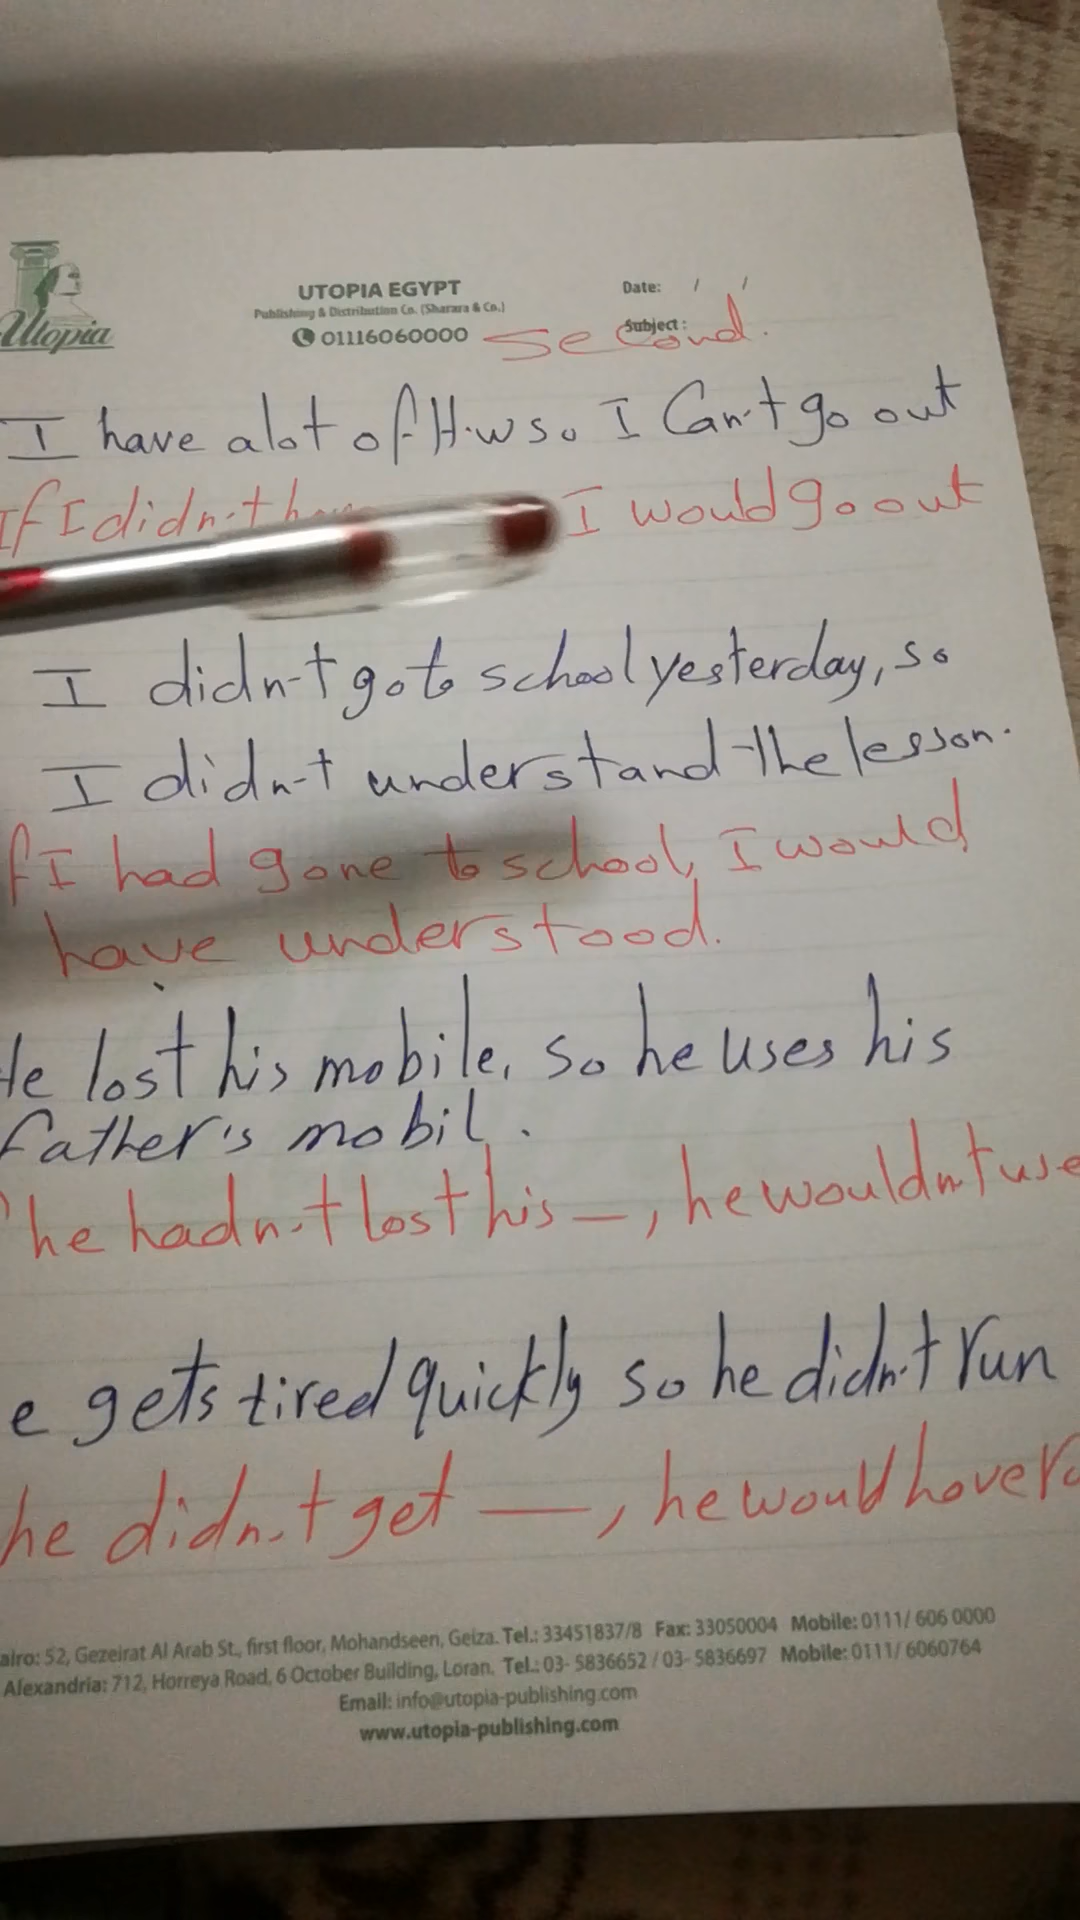 Utopia
UTOPIA EGYPT
Publishing & Distribution Co. (Sharara & Co.)
01116060000
Date: / /
Subject:
Second.
I have alot of H.w so I Can't go out
If I didn't I would go out
I didn't go to school yesterday, so
I didn't understand the lesson.
f I had gone to school, I would
have understood.
He lost his mobile, so he uses his
father's mobil.
he hadn't lost his —, he wouldn't use
e gets tired quickly so he didn't run
he didn't get —, he would have
airo: 52, Gezeirat Al Arab St., first floor, Mohandseen, Geiza. Tel.: 33451837/8 Fax: 33050004 Mobile: 0111/ 606 0000
Alexandria: 712, Horreya Road, 6 October Building, Loran, Tel.: 03- 5836652 / 03- 5836697 Mobile: 0111/ 6060764
Email: info@utopia-publishing.com
www.utopia-publishing.com